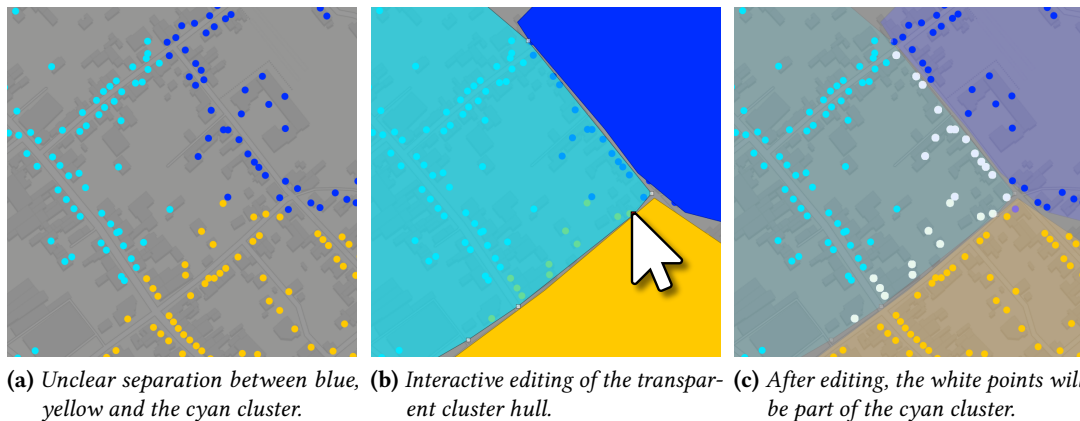 (a) Unclear separation between blue,
yellow and the cyan cluster.
(b) Interactive editing of the transpar-
ent cluster hull.
(c) After editing, the white points will
be part of the cyan cluster.